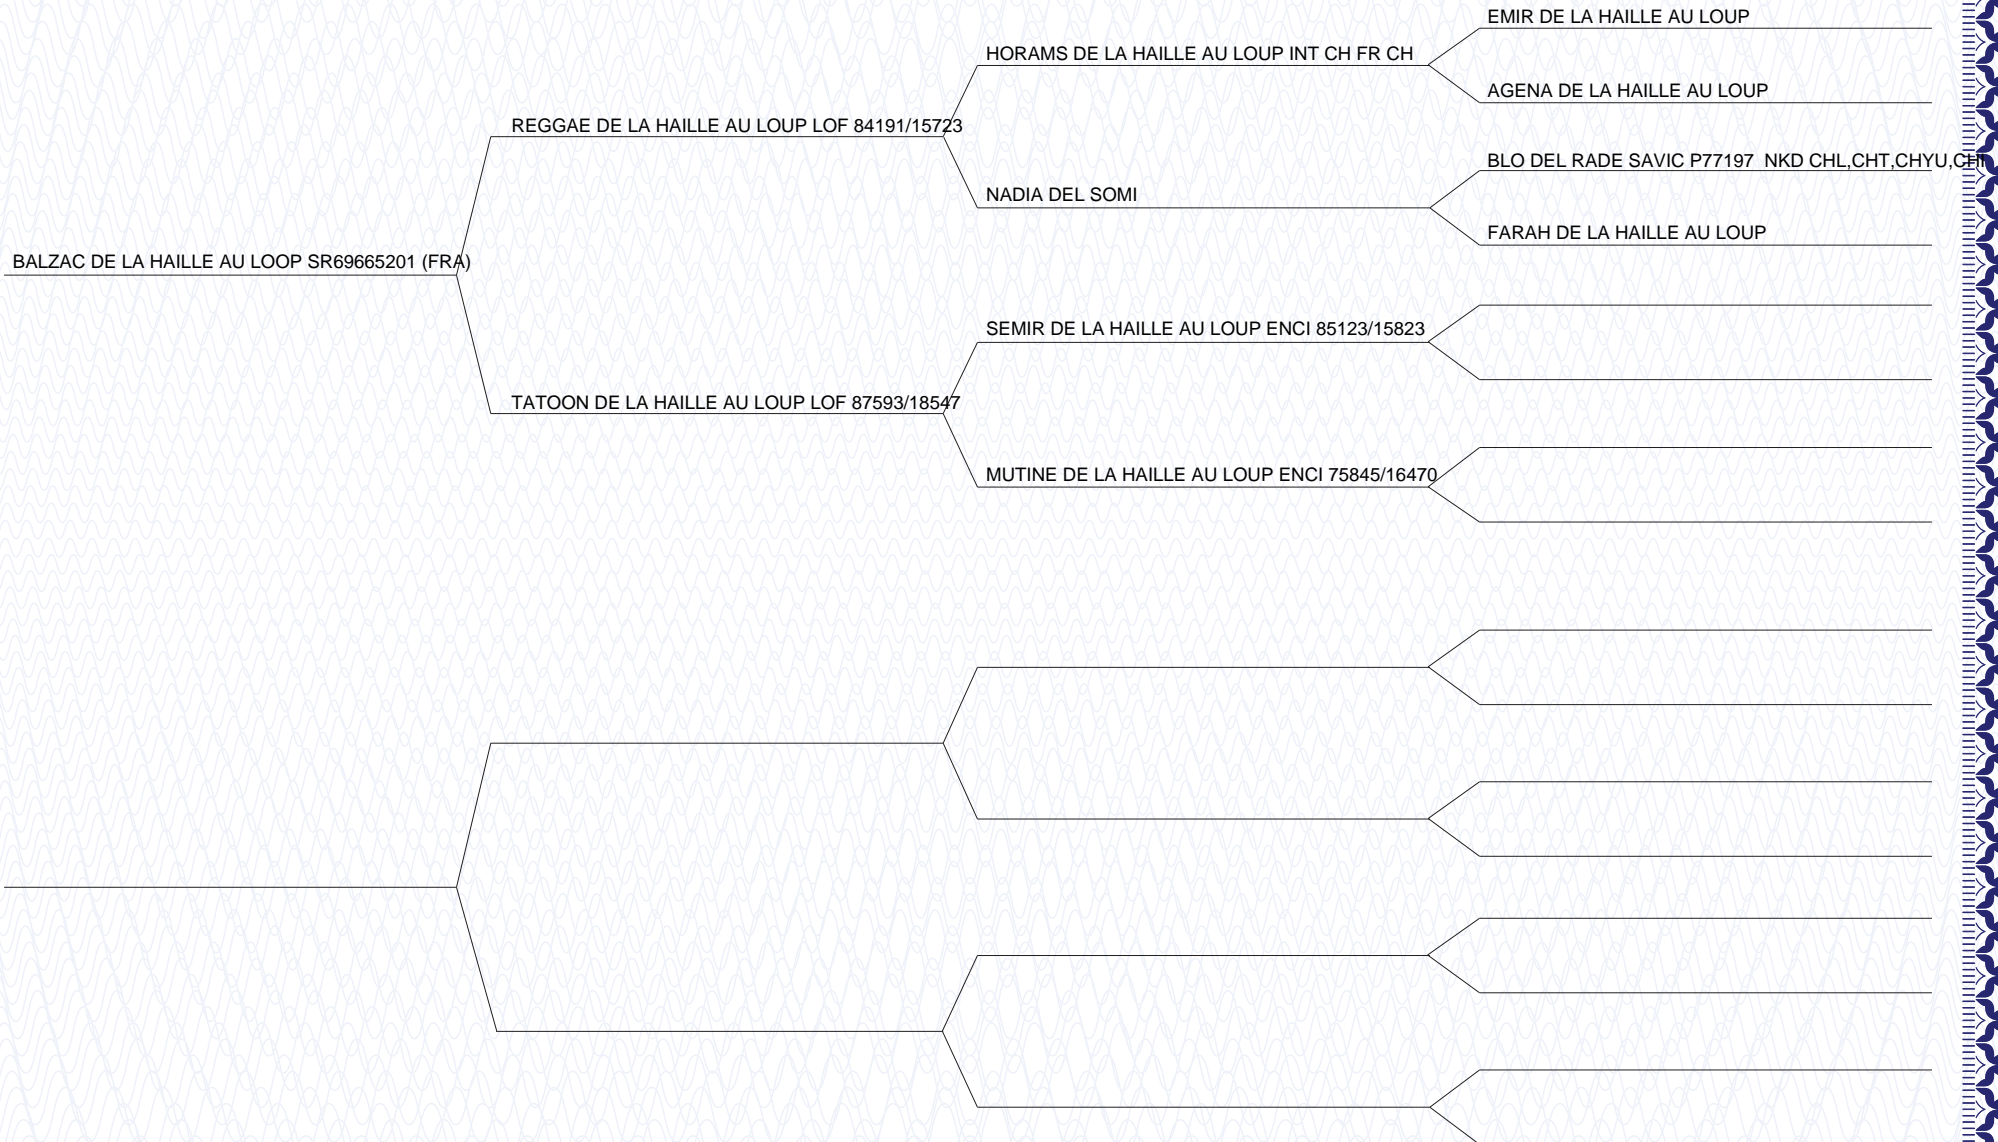 EMIR DE LA HAILLE AU LOUP
HORAMS DE LA HAILLE AU LOUP INT CH FR CH
AGENA DE LA HAILLE AU LOUP
REGGAE DE LA HAILLE AU LOUP LOF 84191/15723
BLO DEL RADE SAVIC P77197 NKD CHL,CHT,CHYU,CHI
NADIA DEL SOMI
FARAH DE LA HAILLE AU LOUP
BALZAC DE LA HAILLE AU LOOP SR69665201 (FRA)
SEMIR DE LA HAILLE AU LOUP ENCI 85123/15823
TATOON DE LA HAILLE AU LOUP LOF 87593/18547
MUTINE DE LA HAILLE AU LOUP ENCI 75845/16470